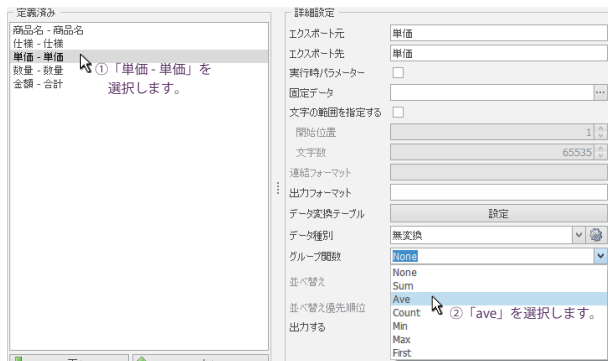 定義済み
商品名 - 商品名
仕様 - 仕様
単価 - 単価
数量 - 数量
金額 - 合計
①「単価 - 単価」を
選択します。
詳細設定
エクスポート元
単価
エクスポート先
単価
実行時パラメーター
固定データ
...
文字の範囲を指定する
開始位置
1
文字数
65535
連結フォーマット
出力フォーマット
データ変換テーブル
設定
データ種別
無変換
グループ関数
None
None
Sum
Ave
Count
Min
Max
First
②「ave」を選択します。
並べ替え
並べ替え優先順位
出力する